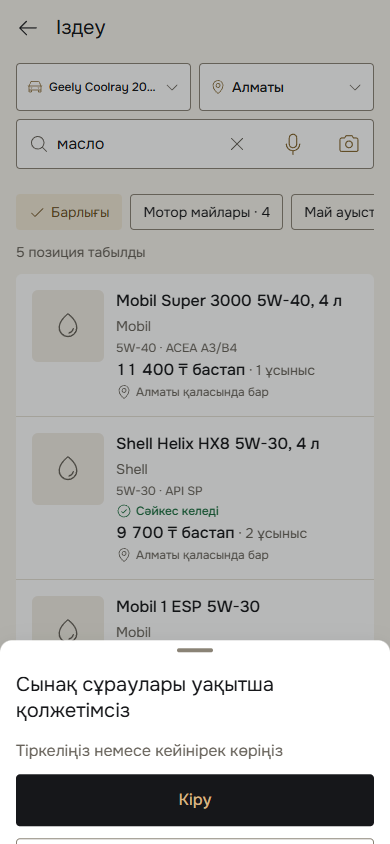 Іздеу
Geely Coolray 20...
Алматы
масло
Барлығы
Мотор майлары · 4
Май ауыст
5 позиция табылды
Mobil Super 3000 5W-40, 4 л
Mobil
5W-40 · ACEA A3/B4
11 400 ₸ бастап · 1 ұсыныс
Алматы қаласында бар
Shell Helix HX8 5W-30, 4 л
Shell
5W-30 · API SP
Сәйкес келеді
9 700 ₸ бастап · 2 ұсыныс
Алматы қаласында бар
Mobil 1 ESP 5W-30
Mobil
Сынақ сұраулары уақытша
қолжетімсіз
Тіркеліңіз немесе кейінірек көріңіз
Кіру